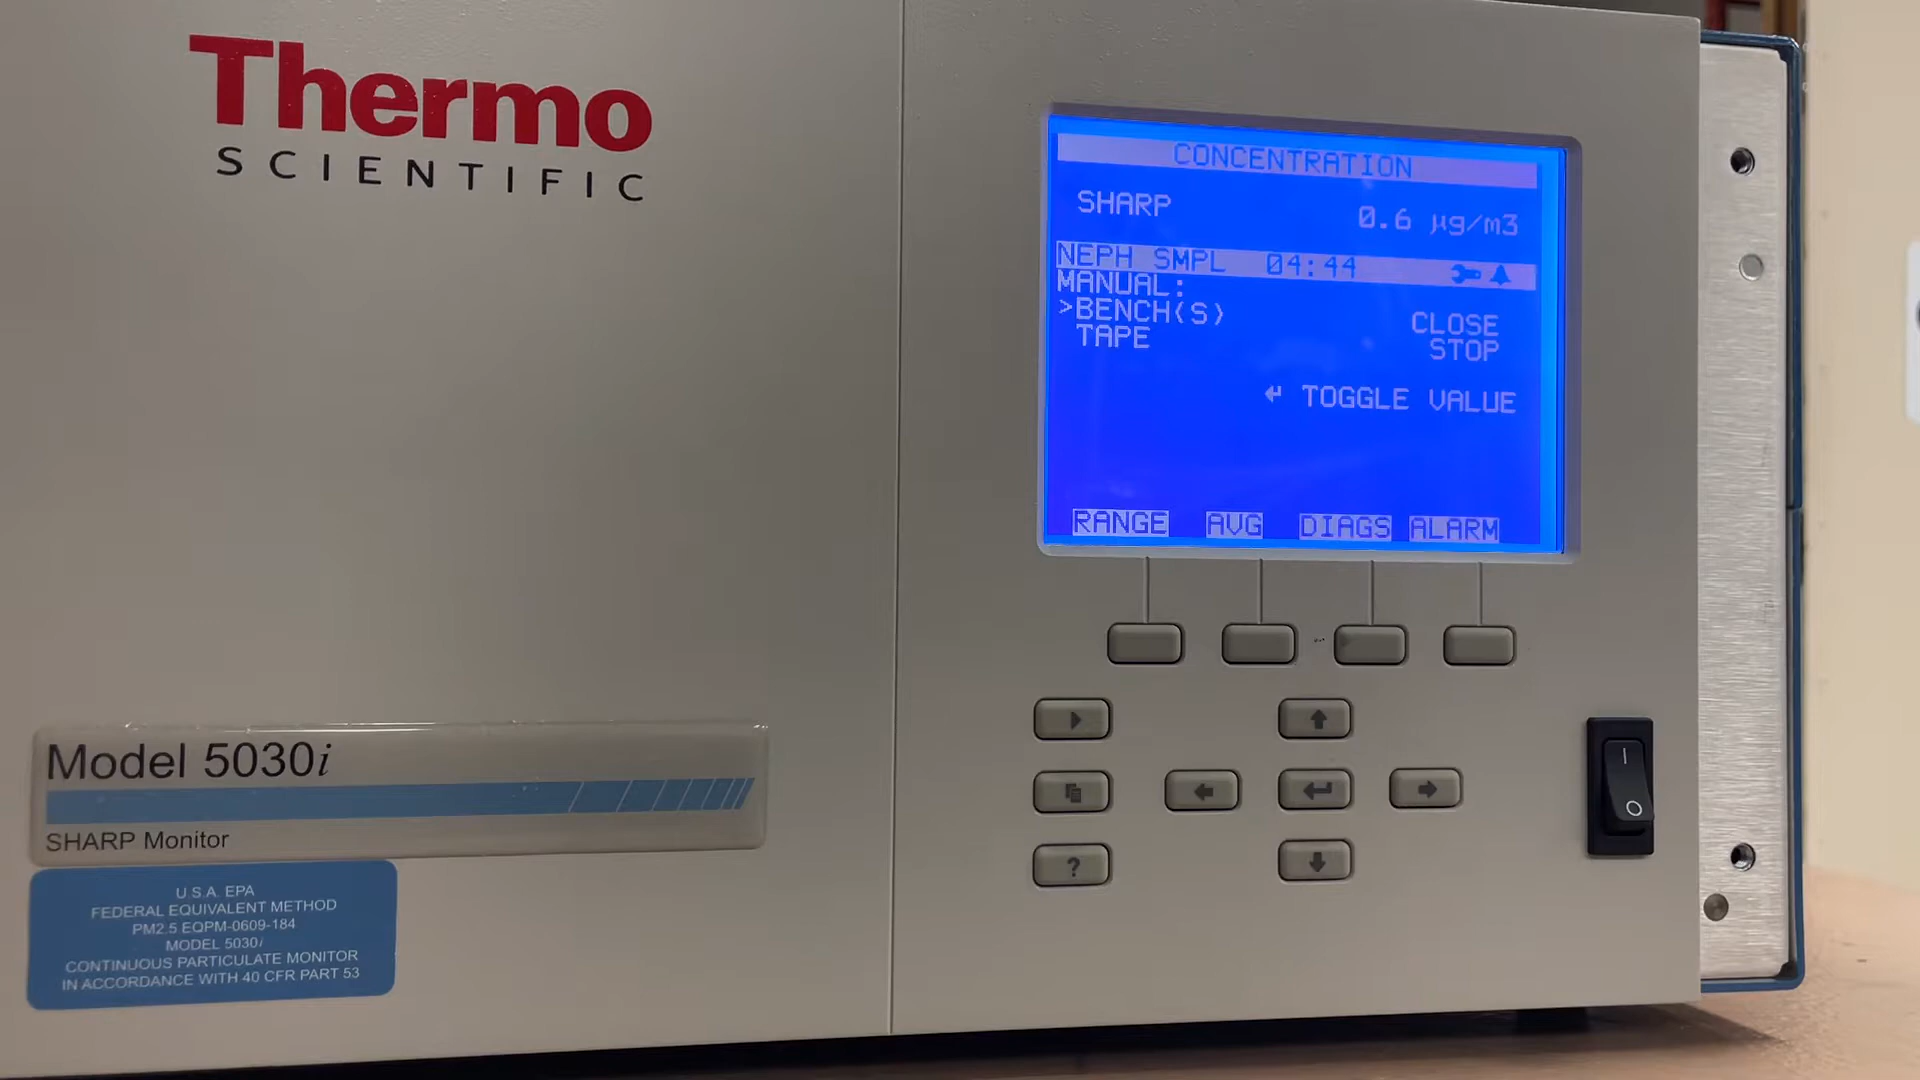 Thermo
SCIENTIFIC
CONCENTRATION
SHARP 0.6 µg/m3
NEPH SMPL 04:44
MANUAL:
>BENCH(S) CLOSE
TAPE STOP
↵ TOGGLE VALUE
RANGE AVG DIAGS ALARM
?
Model 5030i
SHARP Monitor
U.S.A. EPA
FEDERAL EQUIVALENT METHOD
PM2.5 EQPM-0609-184
MODEL 5030i
CONTINUOUS PARTICULATE MONITOR
IN ACCORDANCE WITH 40 CFR PART 53